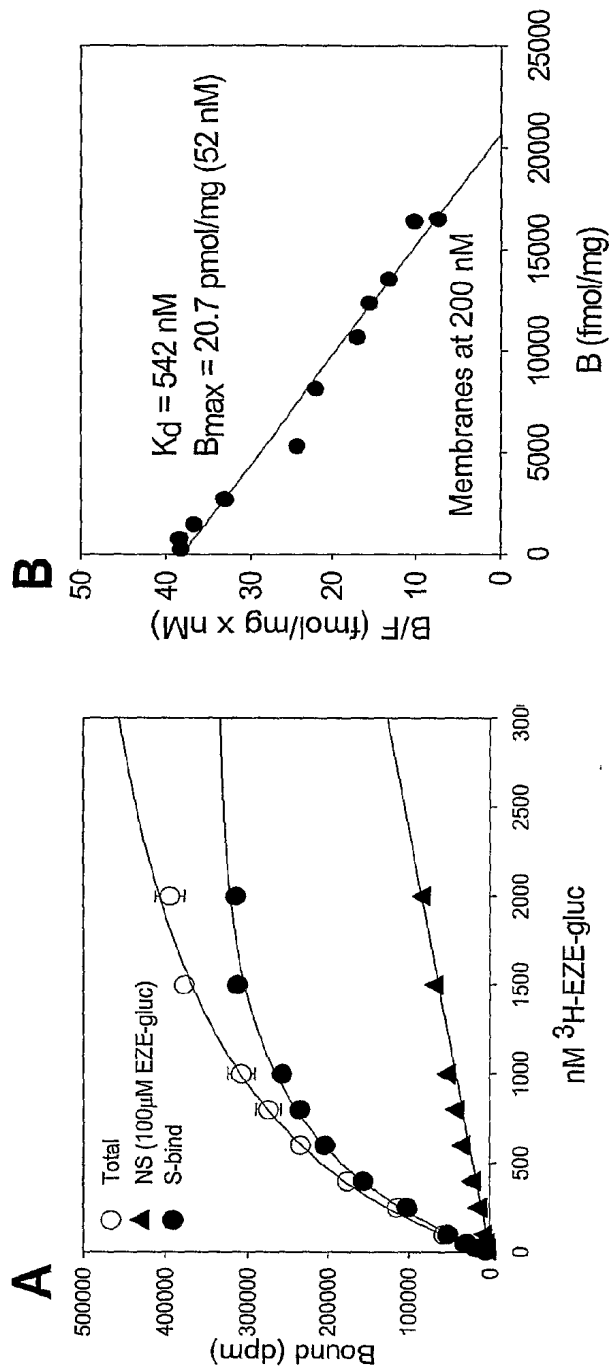 A
500000
400000
300000
200000
100000
0
Bound (dpm)
Total
NS (100µM EZE-gluc)
S-bind
0
500
1000
1500
2000
2500
300
nM ³H-EZE-gluc
B
50
40
30
20
10
0
B/F (fmol/mg x nM)
Kd = 542 nM
Bmax = 20.7 pmol/mg (52 nM)
Membranes at 200 nM
0
5000
10000
15000
20000
25000
B (fmol/mg)